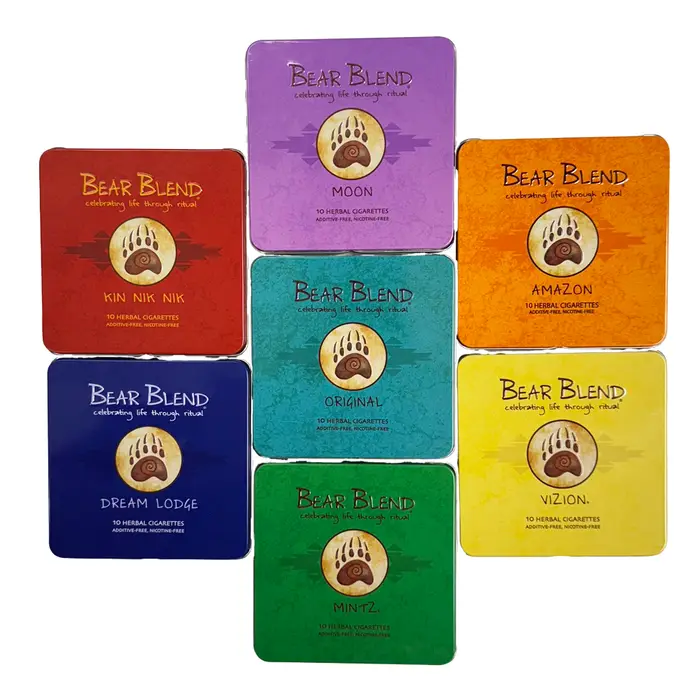 BEAR BLEND
celebrating life through ritual
MOON
10 HERBAL CIGARETTES
ADDITIVE-FREE, NICOTINE-FREE
BEAR BLEND
celebrating life through ritual
KIN NIK NIK
10 HERBAL CIGARETTES
ADDITIVE-FREE, NICOTINE-FREE
BEAR BLEND
celebrating life through ritual
AMAZON
10 HERBAL CIGARETTES
ADDITIVE-FREE, NICOTINE-FREE
BEAR BLEND
celebrating life through ritual
ORIGINAL
10 HERBAL CIGARETTES
ADDITIVE-FREE, NICOTINE-FREE
BEAR BLEND
celebrating life through ritual
DREAM LODGE
10 HERBAL CIGARETTES
ADDITIVE-FREE, NICOTINE-FREE
BEAR BLEND
celebrating life through ritual
VIZION
10 HERBAL CIGARETTES
ADDITIVE-FREE, NICOTINE-FREE
BEAR BLEND
celebrating life through ritual
MINTZ
10 HERBAL CIGARETTES
ADDITIVE-FREE, NICOTINE-FREE